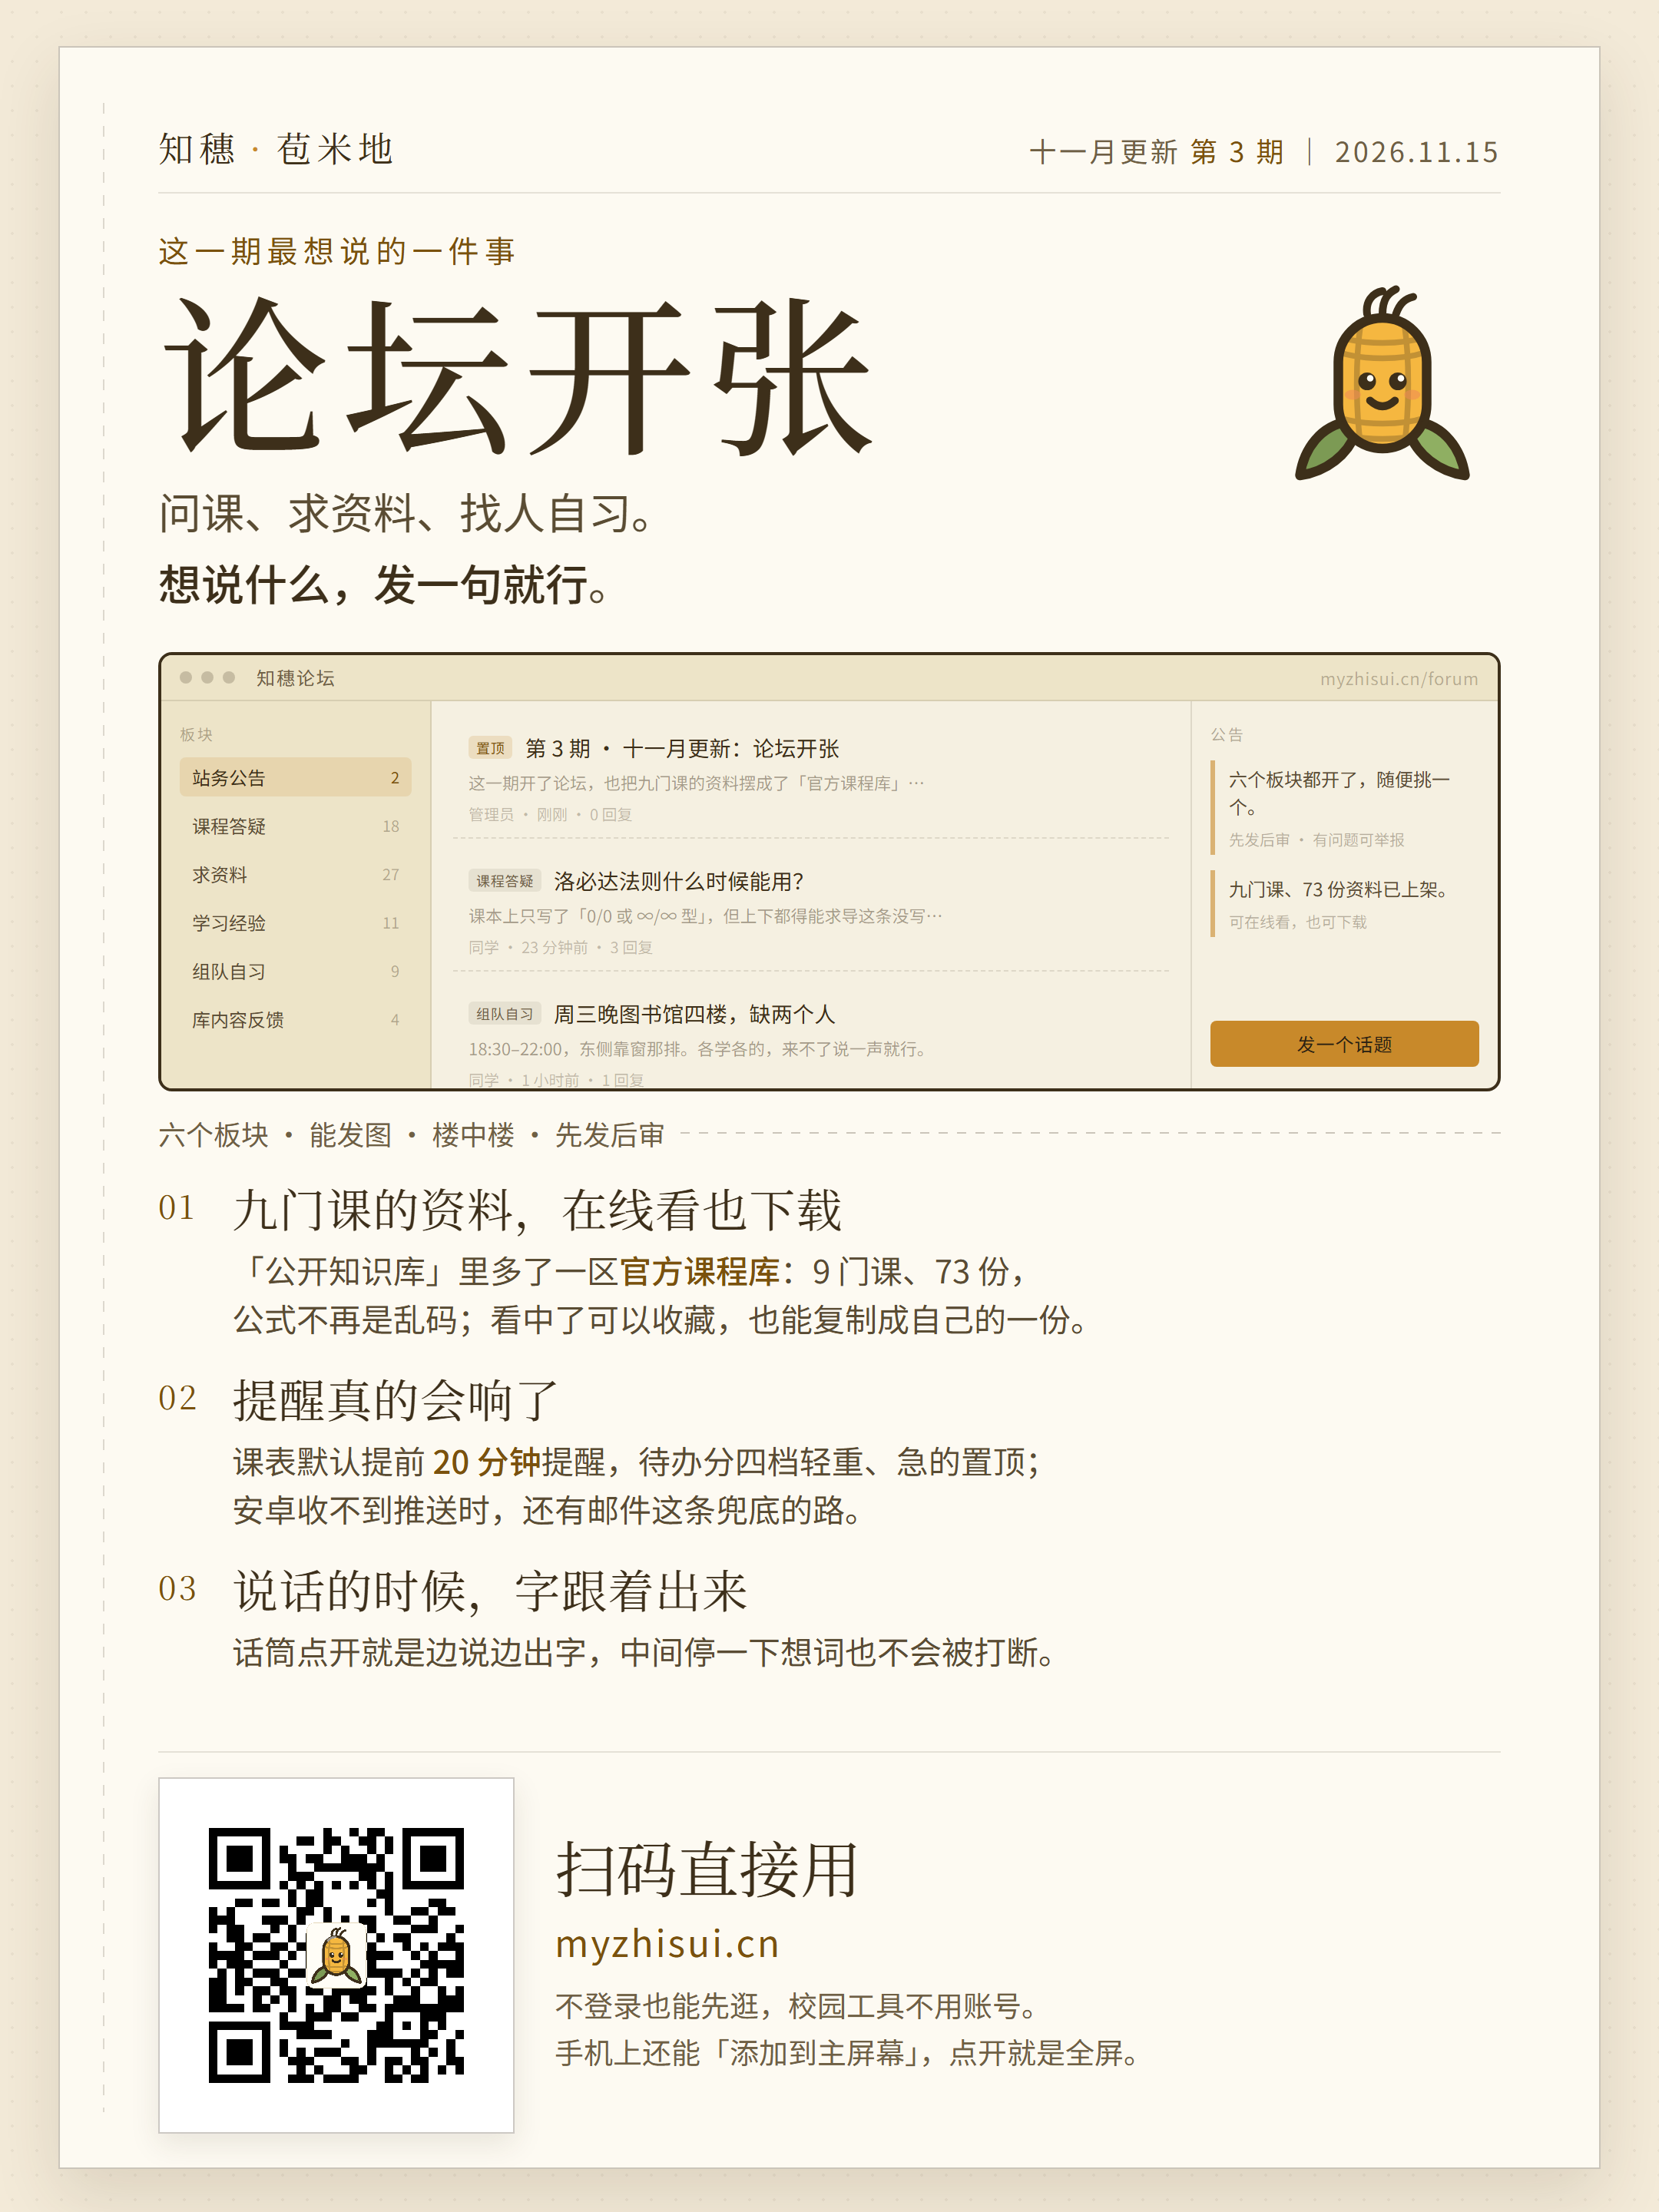 知穗 · 苞米地
十一月更新 第 3 期 ｜ 2026.11.15
这一期最想说的一件事
论坛开张
问课、求资料、找人自习。
想说什么，发一句就行。
知穗论坛
myzhisui.cn/forum
板块
站务公告 2
课程答疑 18
求资料 27
学习经验 11
组队自习 9
库内容反馈 4
置顶 第 3 期 · 十一月更新：论坛开张
这一期开了论坛，也把九门课的资料摆成了「官方课程库」…
管理员 · 刚刚 · 0 回复
课程答疑 洛必达法则什么时候能用？
课本上只写了「0/0 或 ∞/∞ 型」，但上下都得能求导这条没写…
同学 · 23 分钟前 · 3 回复
组队自习 周三晚图书馆四楼，缺两个人
18:30–22:00，东侧靠窗那排。各学各的，来不了说一声就行。
同学 · 1 小时前 · 1 回复
公告
六个板块都开了，随便挑一
个。
先发后审 · 有问题可举报
九门课、73 份资料已上架。
可在线看，也可下载
发一个话题
六个板块 · 能发图 · 楼中楼 · 先发后审
01 九门课的资料，在线看也下载
「公开知识库」里多了一区官方课程库：9 门课、73 份，
公式不再是乱码；看中了可以收藏，也能复制成自己的一份。
02 提醒真的会响了
课表默认提前 20 分钟提醒，待办分四档轻重、急的置顶；
安卓收不到推送时，还有邮件这条兜底的路。
03 说话的时候，字跟着出来
话筒点开就是边说边出字，中间停一下想词也不会被打断。
扫码直接用
myzhisui.cn
不登录也能先逛，校园工具不用账号。
手机上还能「添加到主屏幕」，点开就是全屏。